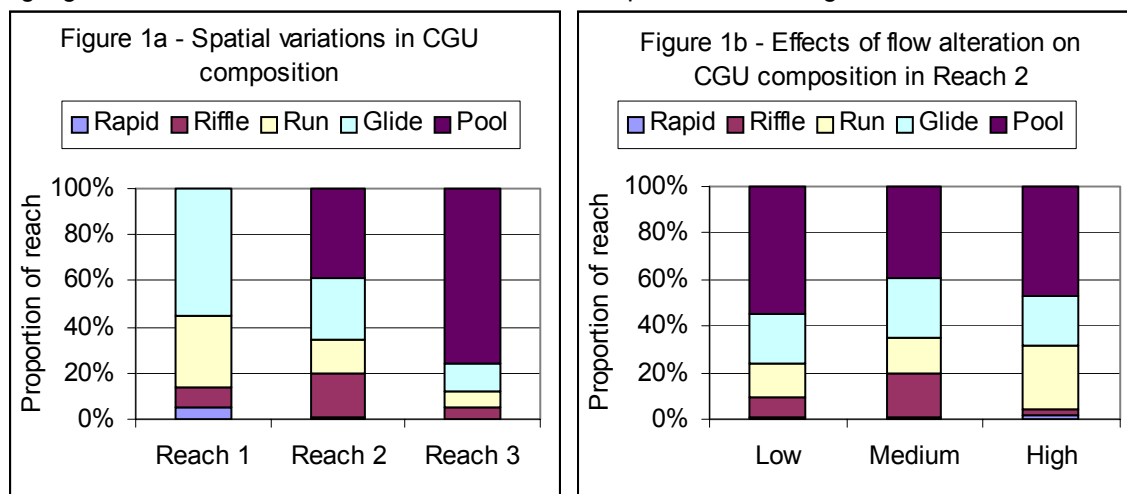 Figure 1a - Spatial variations in CGU
composition
Rapid Riffle Run Glide Pool
100%
80%
60%
40%
20%
0%
Proportion of reach
Reach 1 Reach 2 Reach 3
Figure 1b - Effects of flow alteration on
CGU composition in Reach 2
Rapid Riffle Run Glide Pool
100%
80%
60%
40%
20%
0%
Proportion of reach
Low Medium High